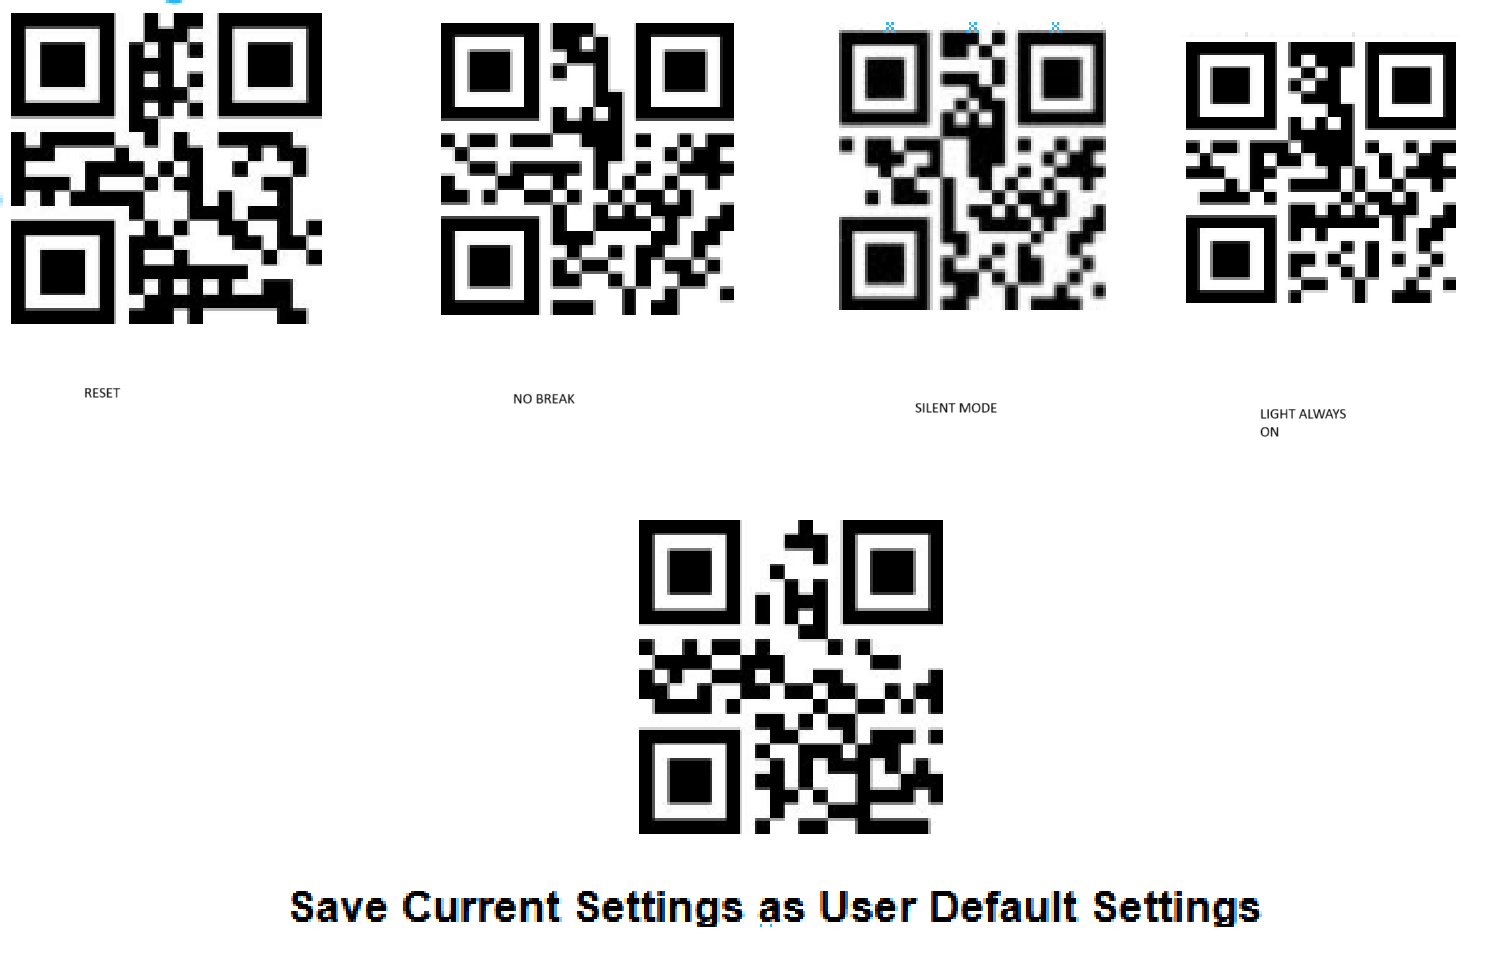 RESET
NO BREAK
SILENT MODE
LIGHT ALWAYS
ON
Save Current Settings as User Default Settings